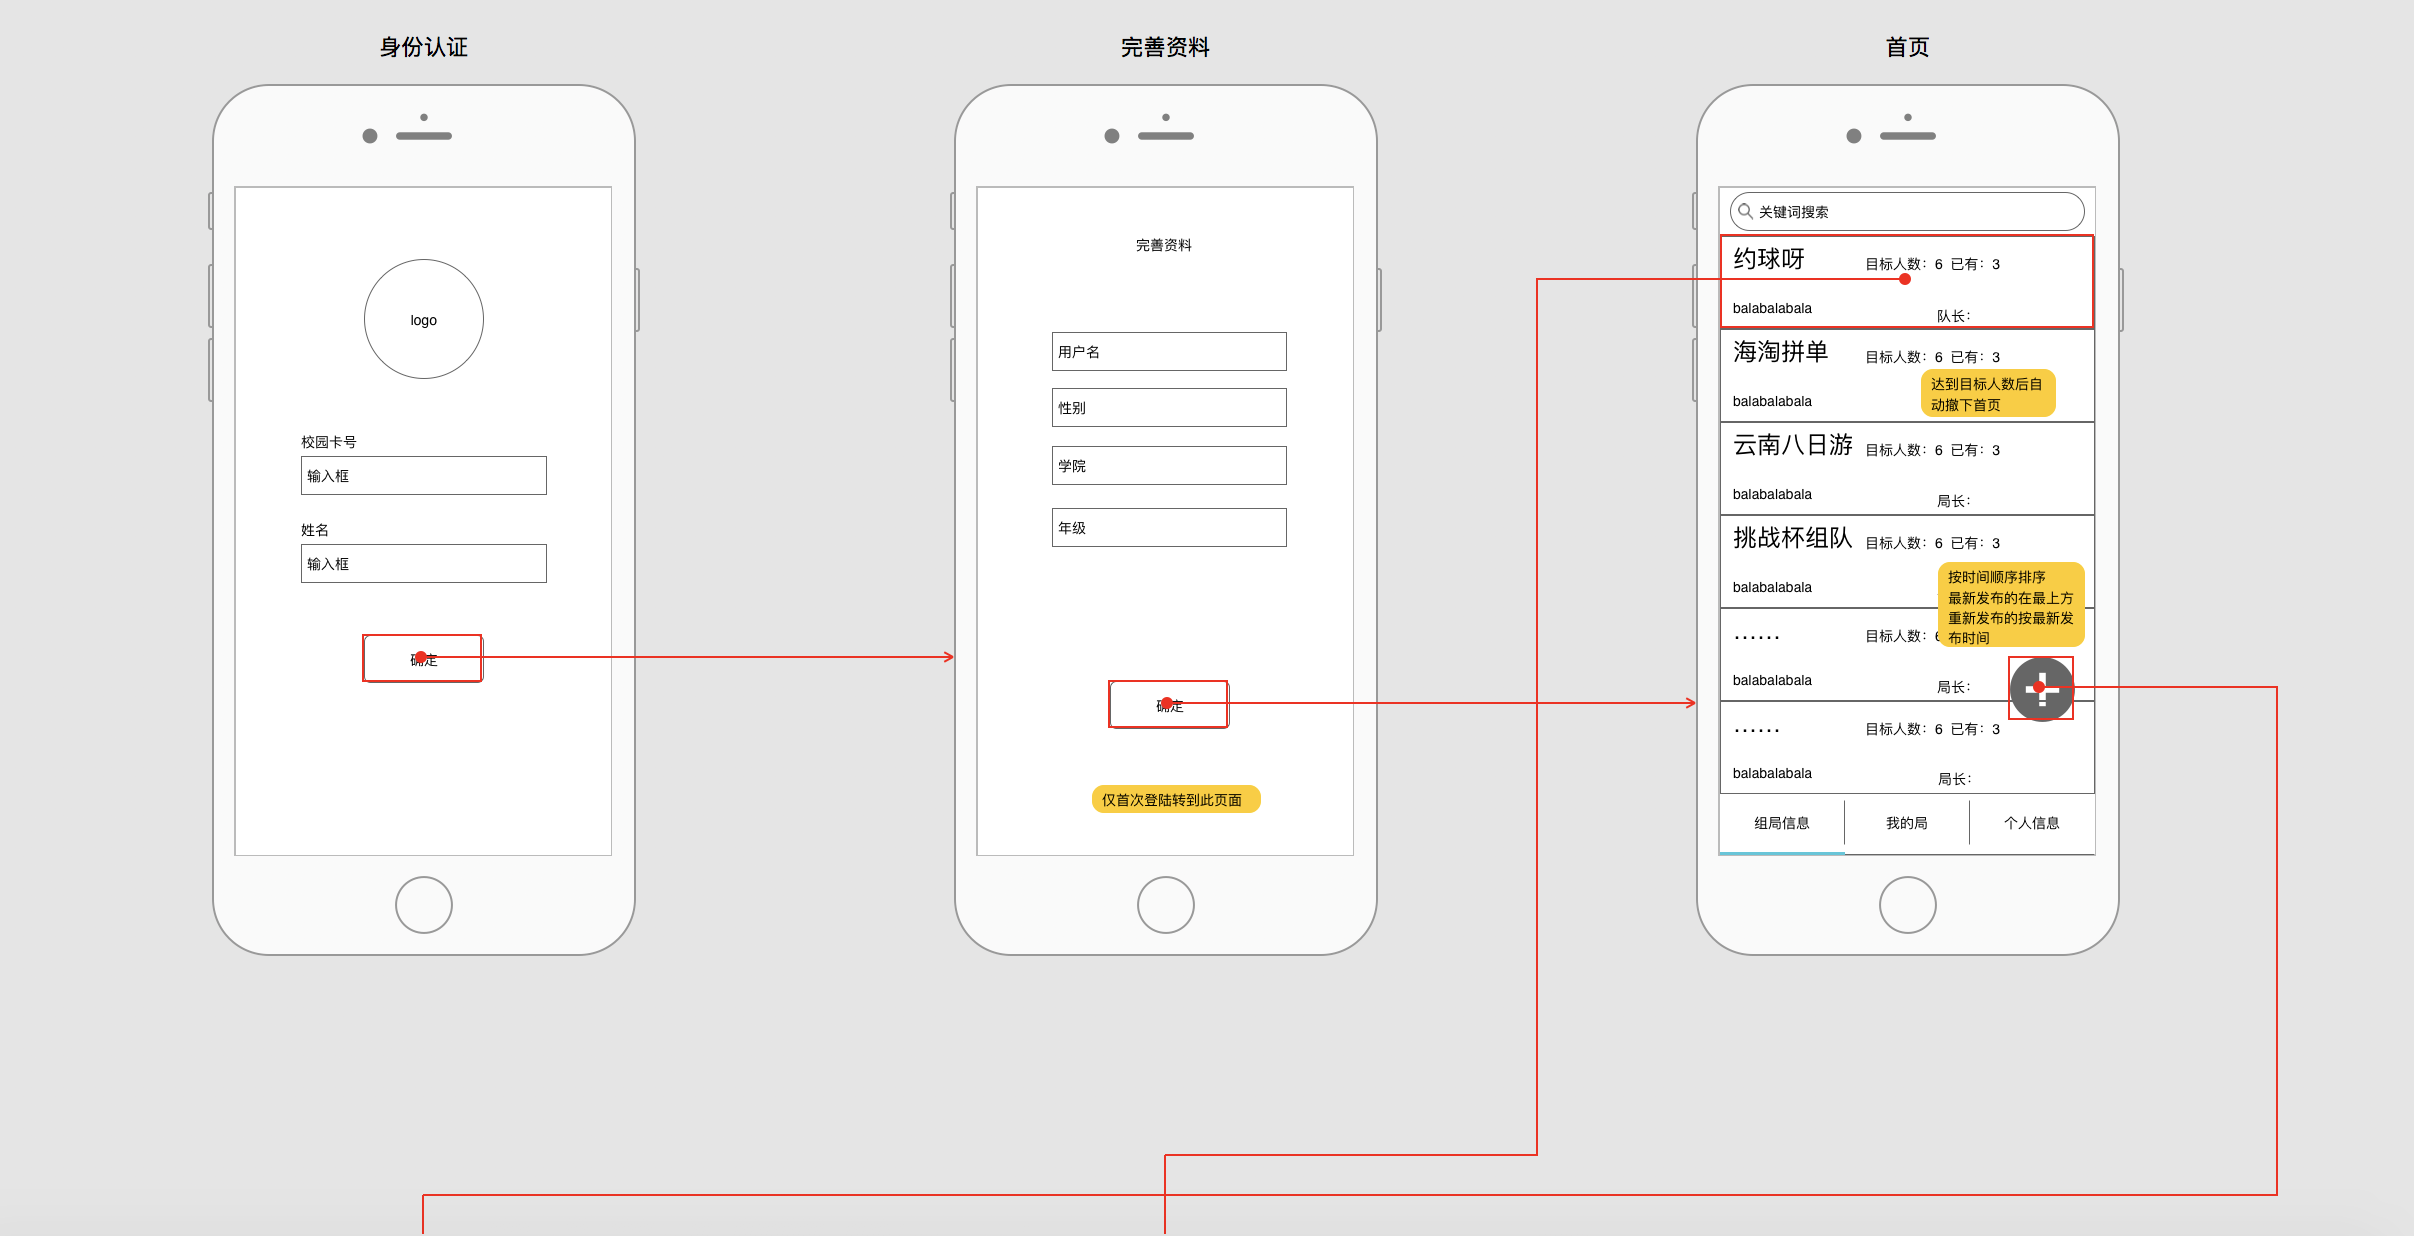 身份认证
logo
校园卡号
输入框
姓名
输入框
确定
完善资料
完善资料
用户名
性别
学院
年级
确定
仅首次登陆转到此页面
首页
关键词搜索
约球呀
目标人数：6 已有：3
balabalabala
队长：
海淘拼单
目标人数：6 已有：3
达到目标人数后自
动撤下首页
balabalabala
云南八日游
目标人数：6 已有：3
balabalabala
局长：
挑战杯组队
目标人数：6 已有：3
balabalabala
按时间顺序排序
最新发布的在最上方
重新发布的按最新发
布时间
......
目标人数：6
balabalabala
局长：
......
目标人数：6 已有：3
balabalabala
局长：
组局信息
我的局
个人信息